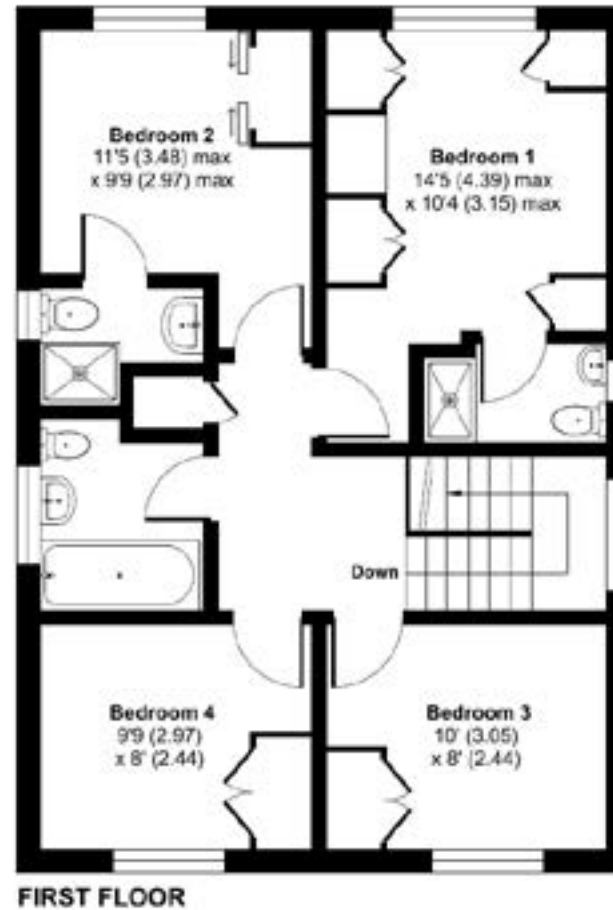 Bedroom 2
11'5 (3.48) max
x 9'9 (2.97) max
Bedroom 1
14'5 (4.39) max
x 10'4 (3.15) max
Down
Bedroom 4
9'9 (2.97)
x 8' (2.44)
Bedroom 3
10' (3.05)
x 8' (2.44)
FIRST FLOOR